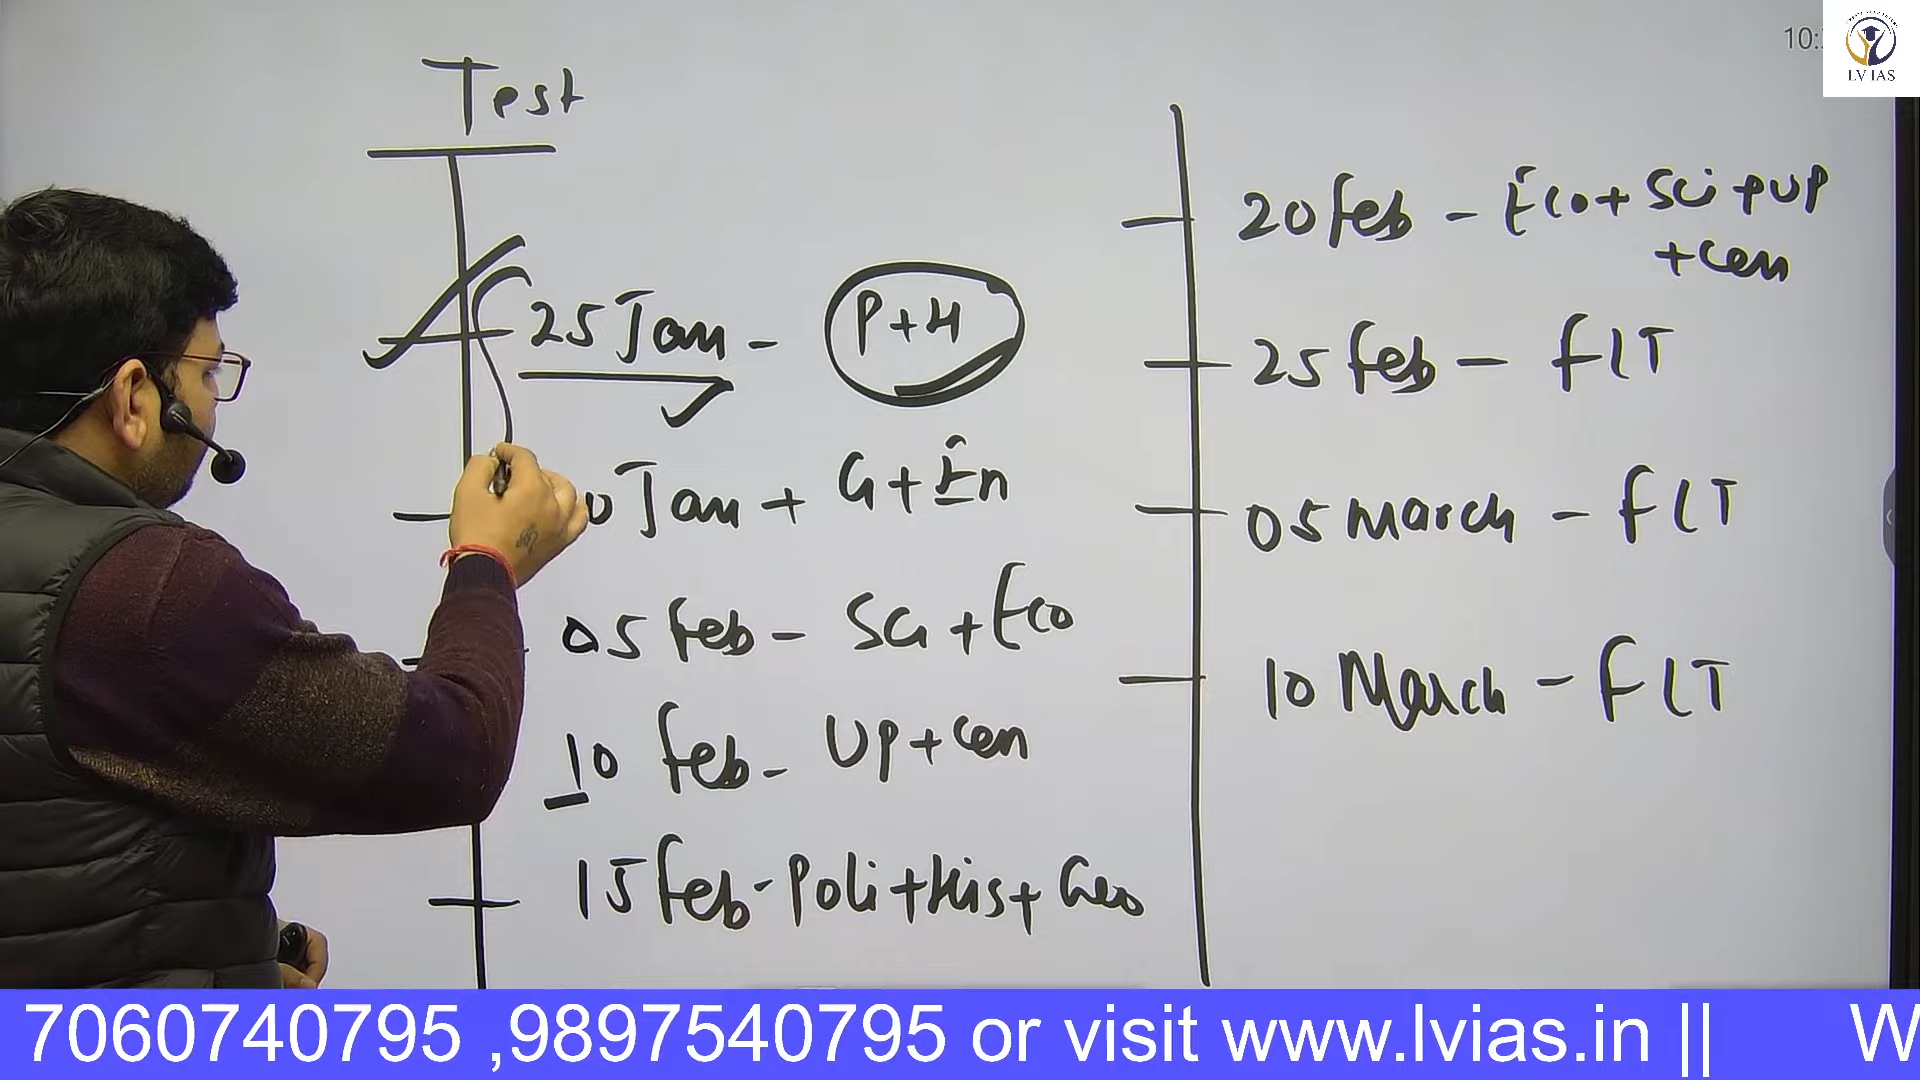 Test
25 Jan - P+H
0 Jan + G+En
05 Feb - Sci+Eco
10 Feb - UP+Cen
15 Feb - Poli+His+Geo
20 Feb - Eco+Sci+UP
+Cen
25 Feb - FLT
05 March - FLT
10 March - FLT
10:
LV IAS
7060740795 ,9897540795 or visit www.lvias.in || W